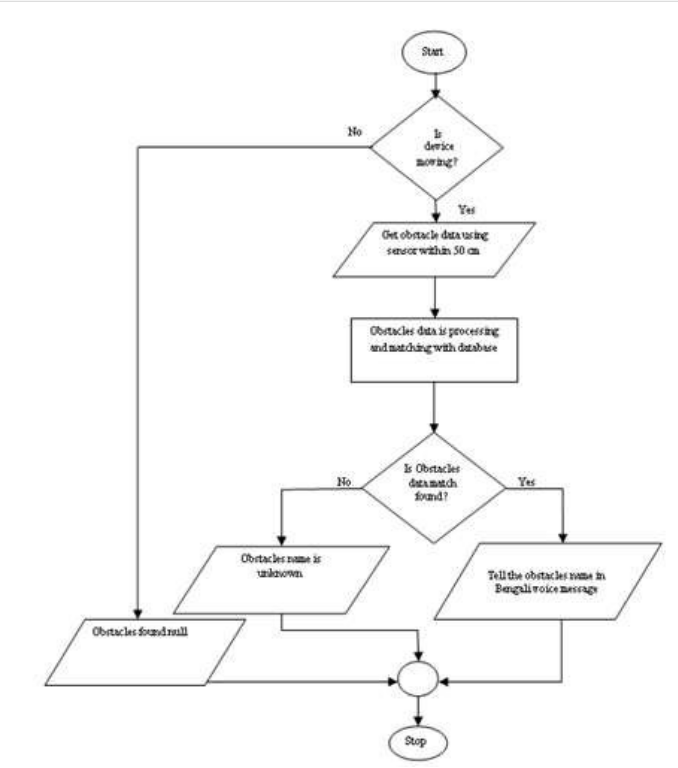 Start
No
Is
device
moving?
Yes
Get obstacle data using
sensor within 50 cm
Obstacles data is processing
and matching with database
No
Is Obstacles
data match
found?
Yes
Obstacles name is
unknown
Tell the obstacles name in
Bengali voice message
Obstacles found null
Stop